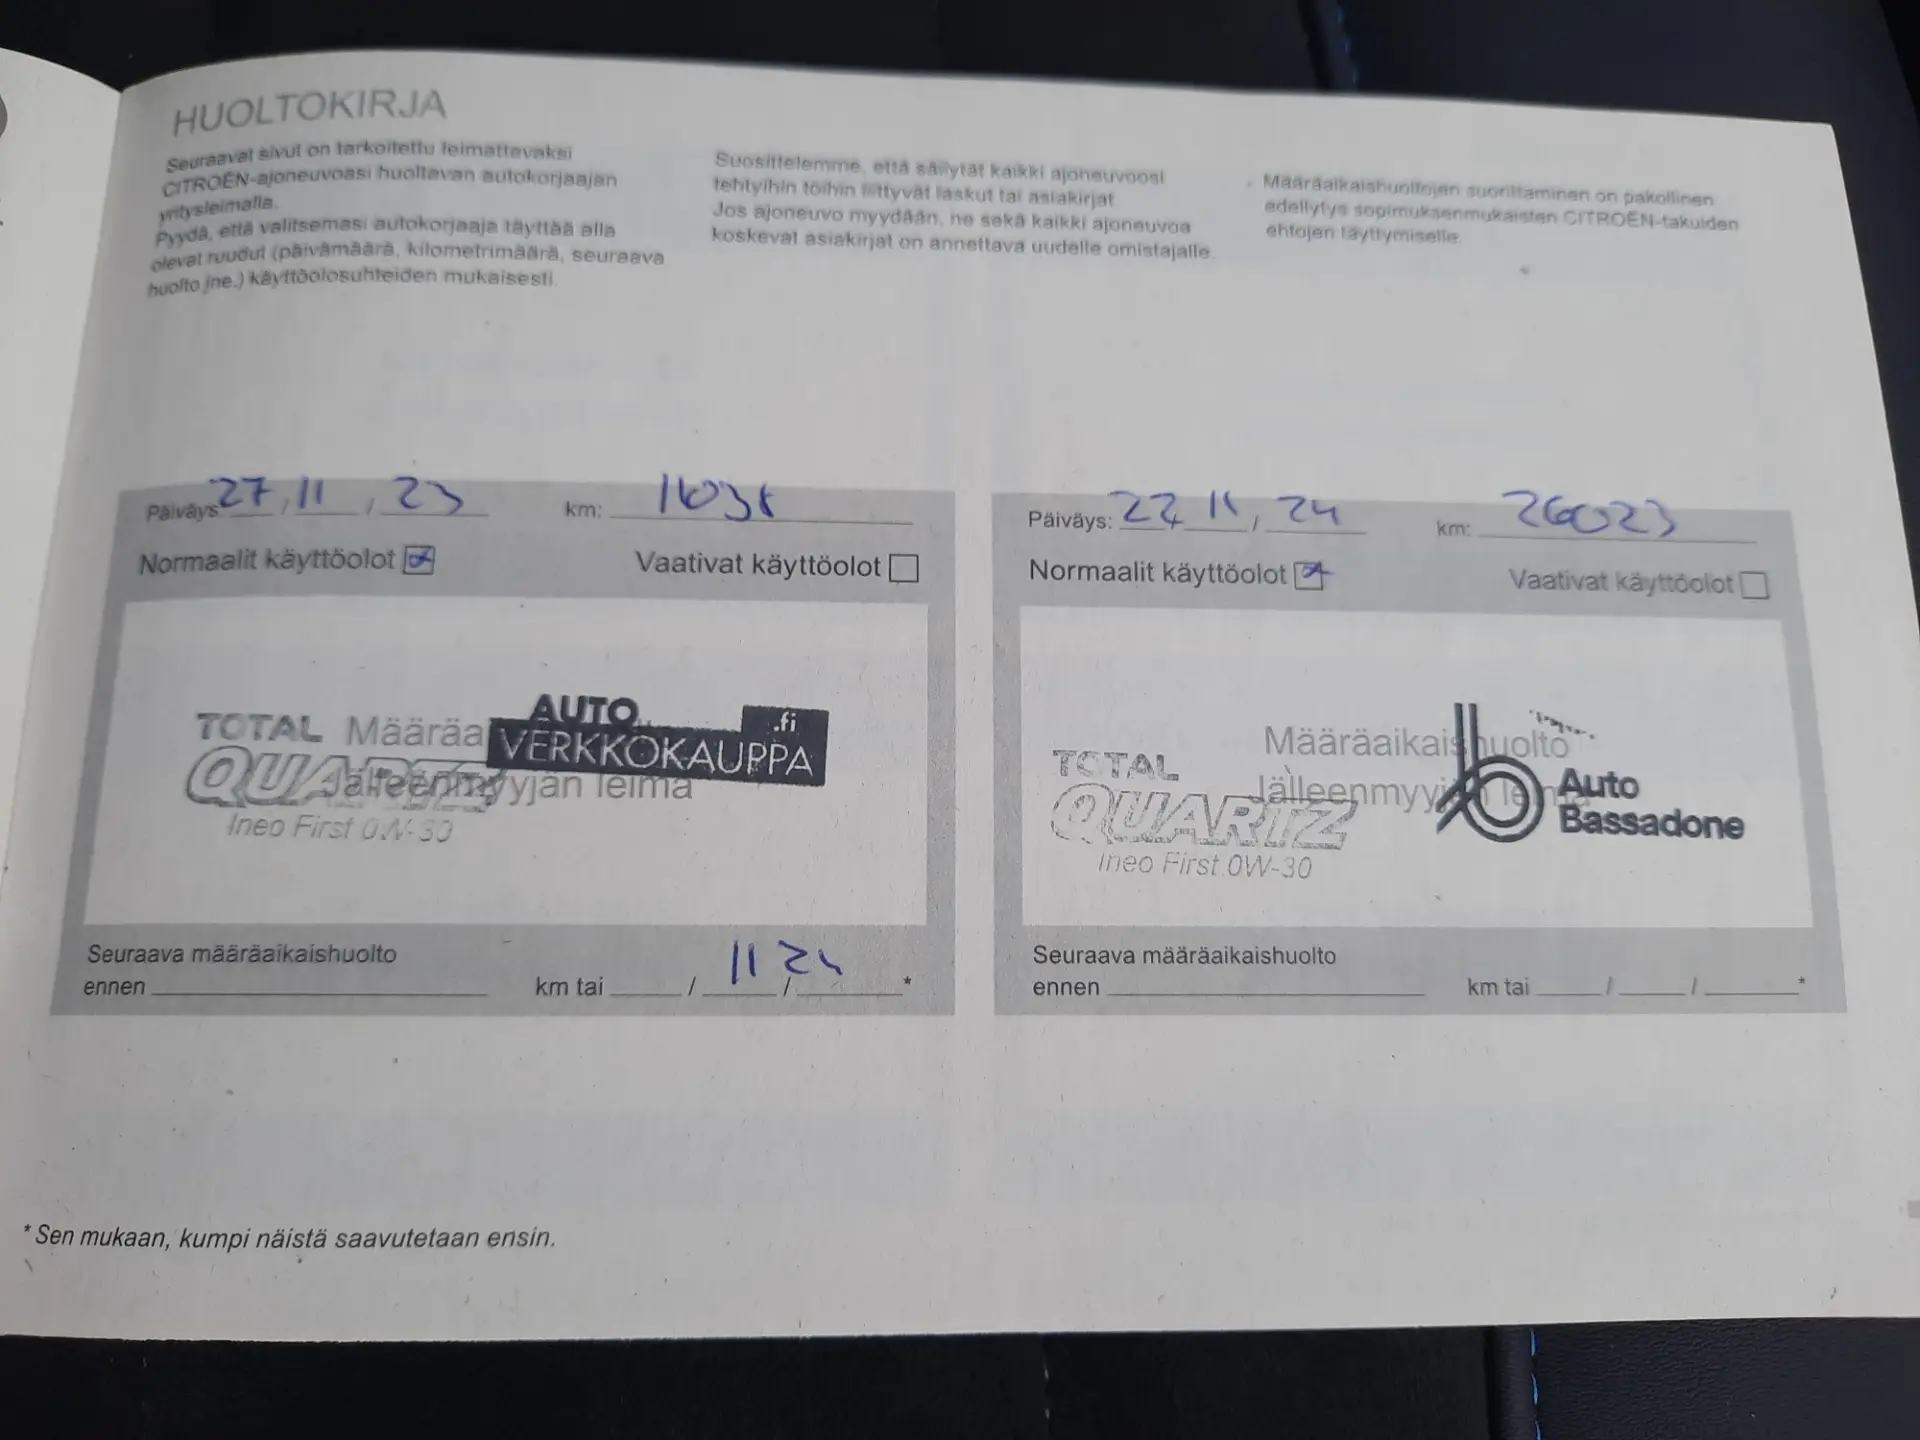 HUOLTOKIRJA
Seuraavat sivut on tarkoitettu leimattavaksi
CITROËN-ajoneuvoasi huoltavan autokorjaajan
yritysleimalla.
Pyydä, että valitsemasi autokorjaaja täyttää alla
olevat ruudut (päivämäärä, kilometrimäärä, seuraava
huolto jne.) käyttöolosuhteiden mukaisesti.
Suosittelemme, että säilytät kaikki ajoneuvoosi
tehtyihin töihin liittyvät laskut tai asiakirjat.
Jos ajoneuvo myydään, ne sekä kaikki ajoneuvoa
koskevat asiakirjat on annettava uudelle omistajalle.
Määräaikaishuoltojen suorittaminen on pakollinen
edellytys sopimuksenmukaisten CITROËN-takuiden
ehtojen täyttymiselle.
Päiväys 27 / 11 / 23 km:
Normaalit käyttöolot Vaativat käyttöolot
TOTAL Määräa
AUTO
VERKKOKAUPPA .fi
QUARTZ Jälleenmyyjän leima
Ineo First 0W-30
Seuraava määräaikaishuolto
ennen km tai / 11 / 24 *
Päiväys: 22 / 11 / 24 km: 26023
Normaalit käyttöolot Vaativat käyttöolot
Määräaikaishuolto
TOTAL Jälleenmyyjän leima
QUARTZ
Ineo First 0W-30
Auto
Bassadone
Seuraava määräaikaishuolto
ennen km tai / / *
* Sen mukaan, kumpi näistä saavutetaan ensin.